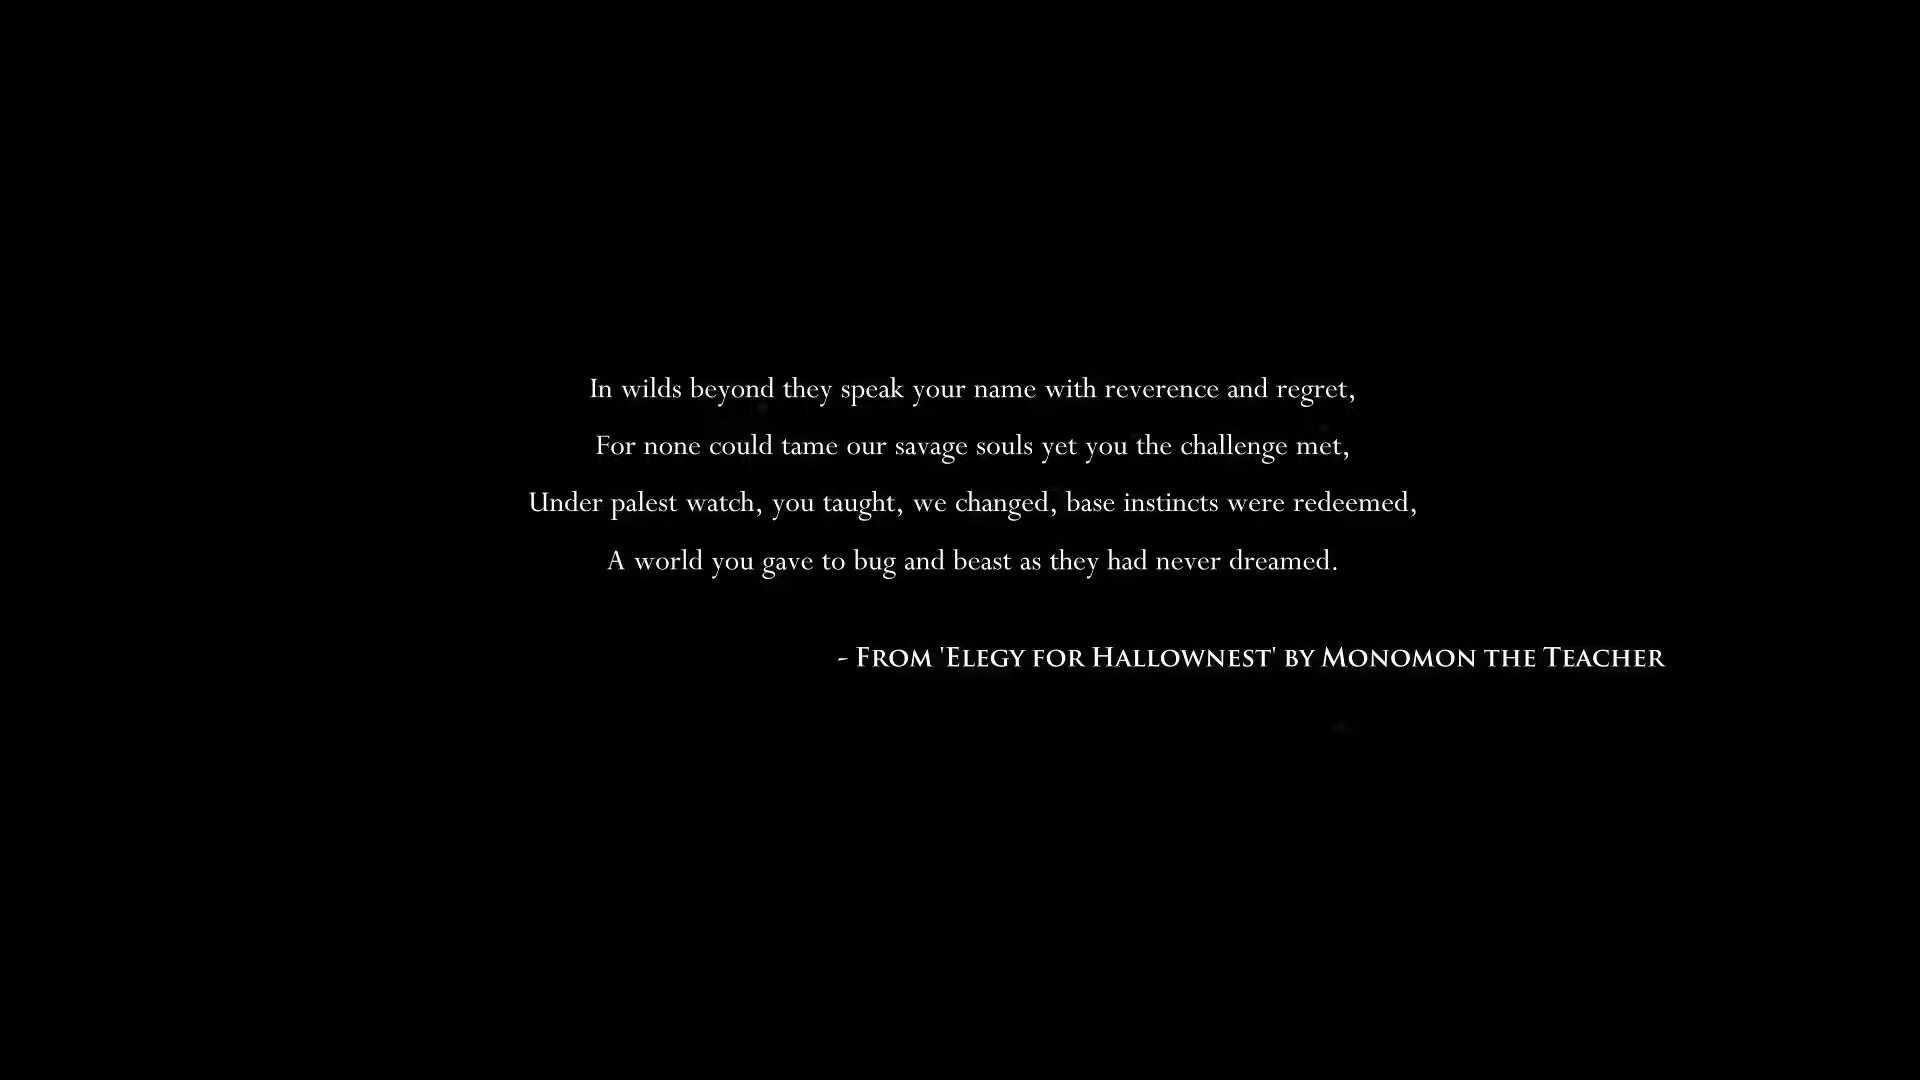 In wilds beyond they speak your name with reverence and regret,
For none could tame our savage souls yet you the challenge met,
Under palest watch, you taught, we changed, base instincts were redeemed,
A world you gave to bug and beast as they had never dreamed.
- From 'Elegy for Hallownest' by Monomon the Teacher